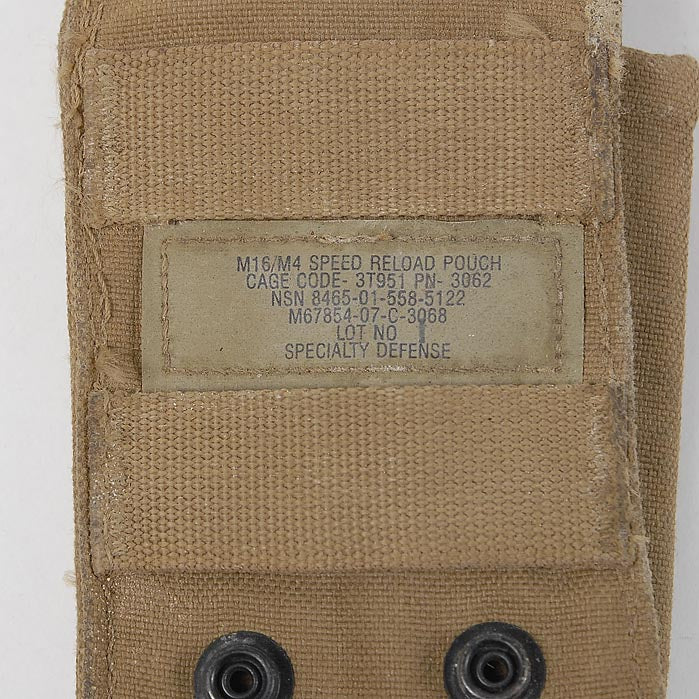 M16/M4 SPEED RELOAD POUCH
CAGE CODE- 3T951 PN- 3062
NSN 8465-01-558-5122
M67854-07-C-3068
LOT NO 1
SPECIALTY DEFENSE